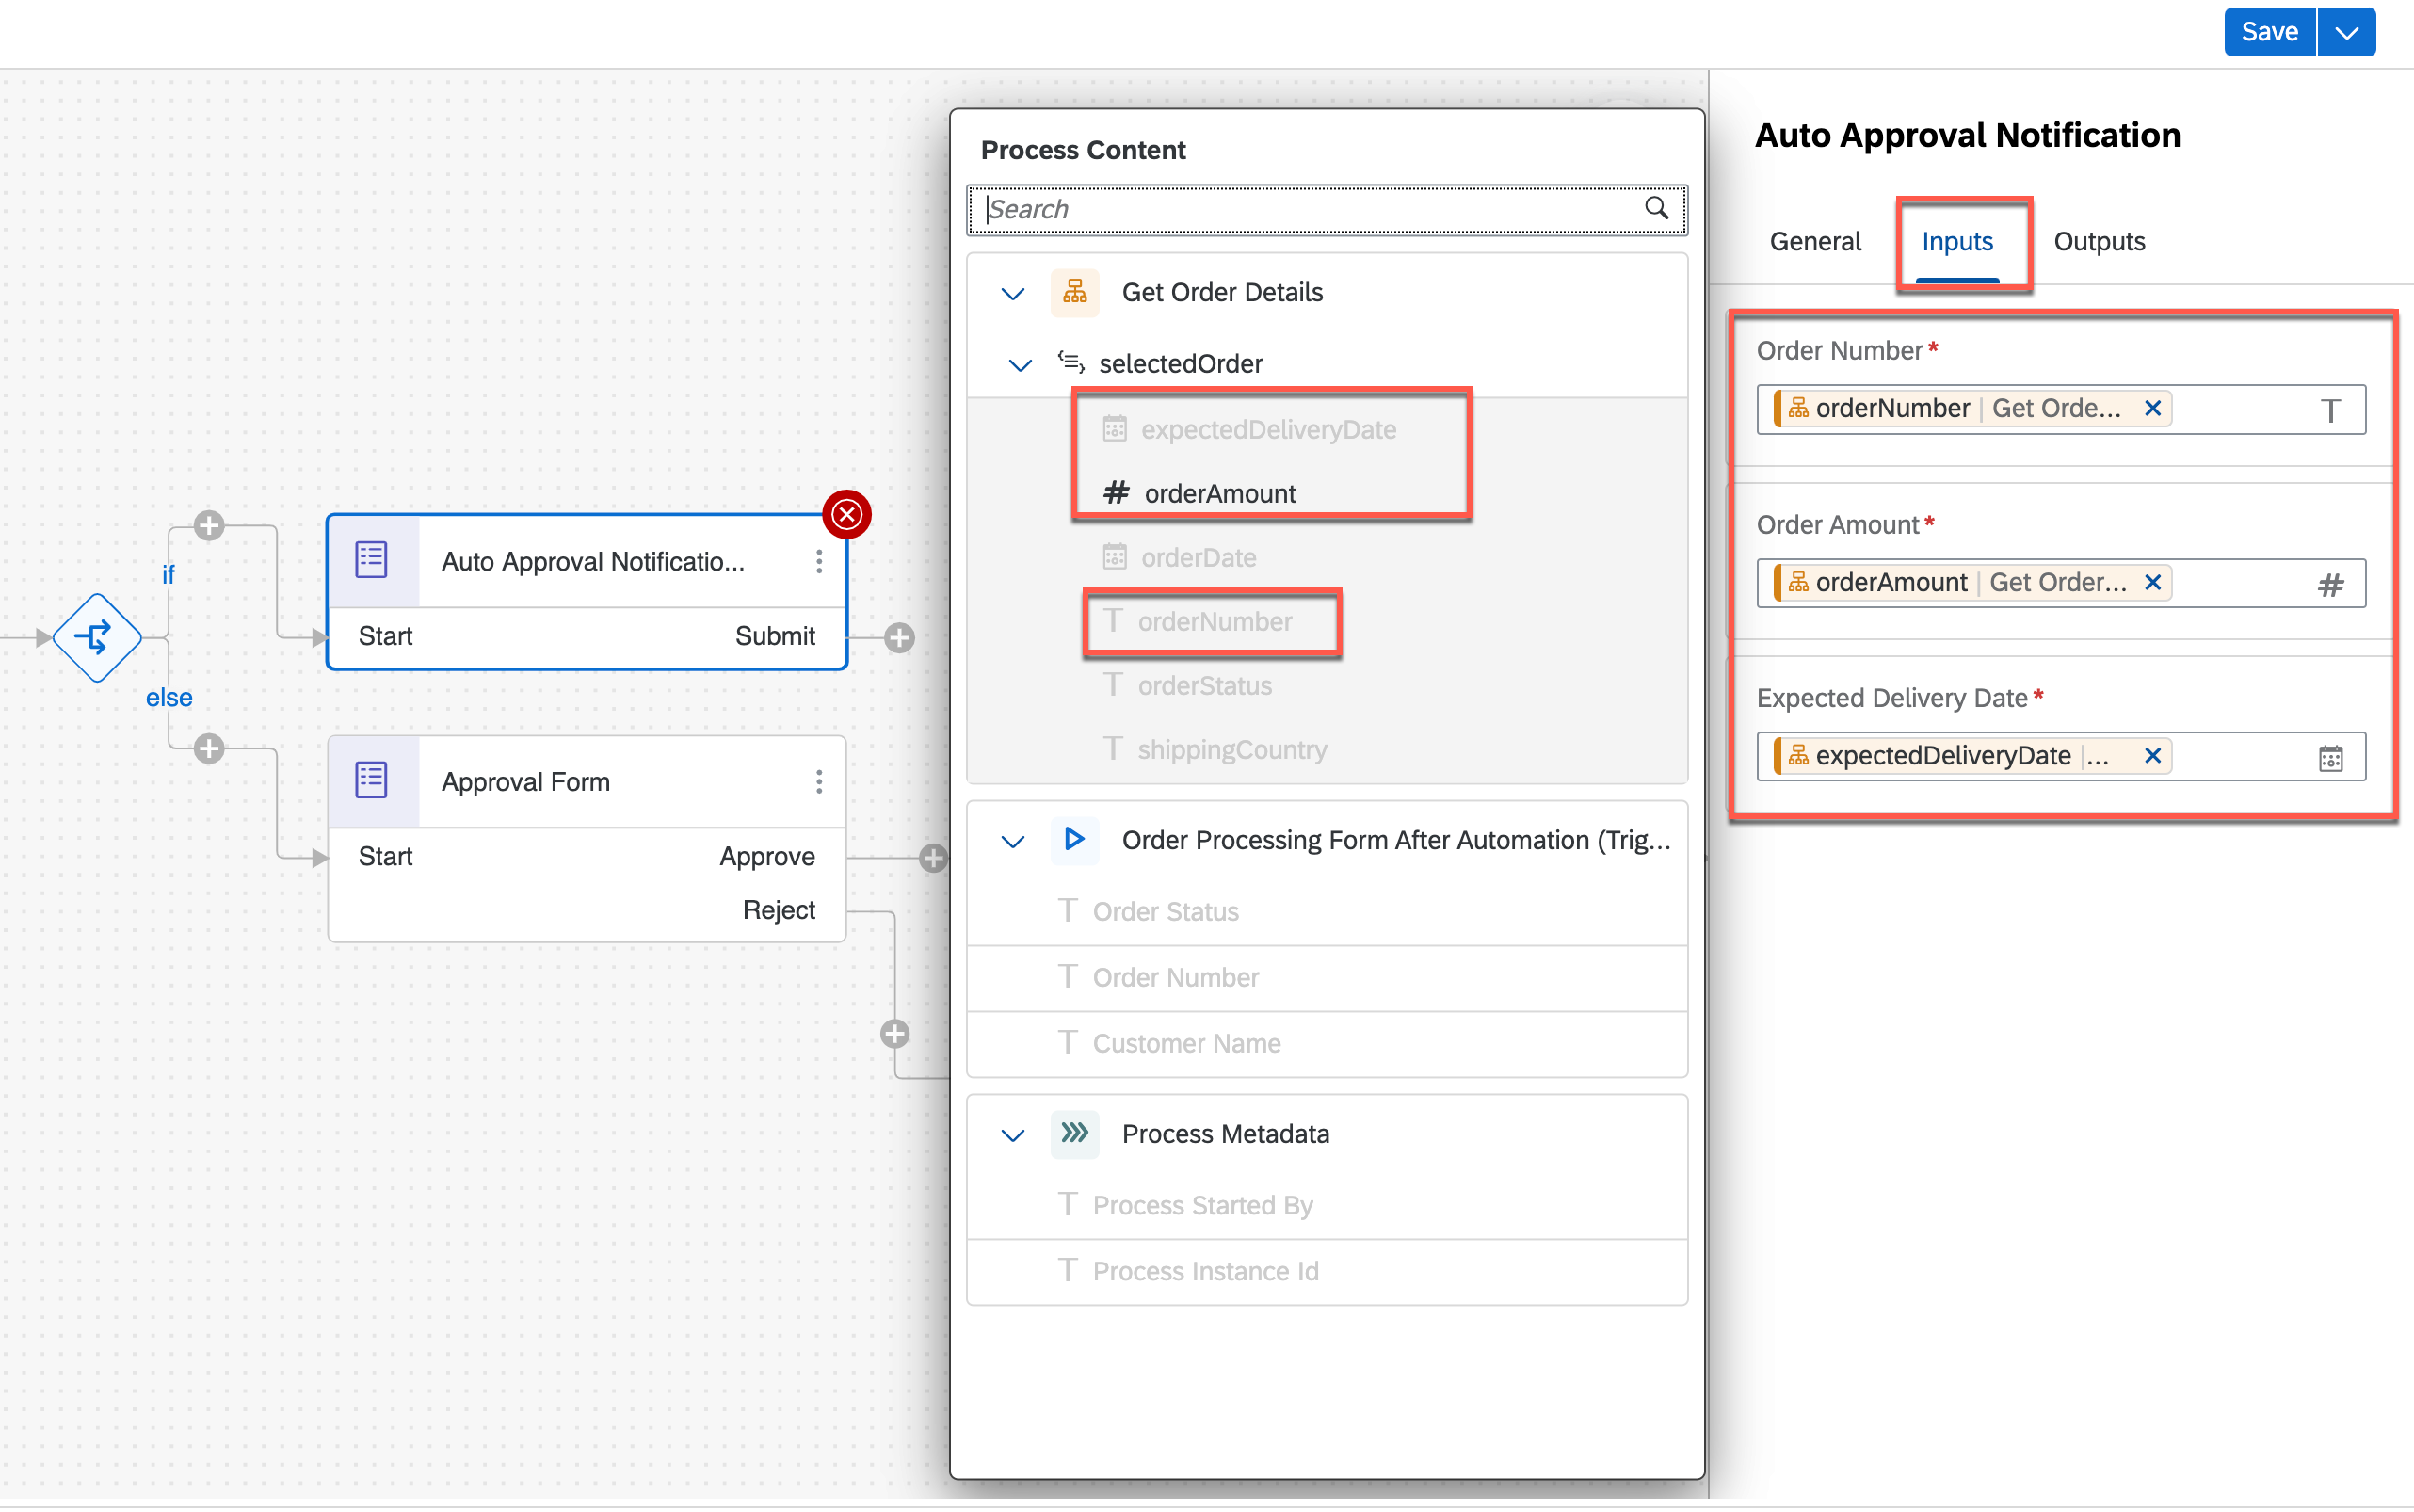 Save
if
else
Auto Approval Notificatio...
Start
Submit
Approval Form
Start
Approve
Reject
Process Content
Search
Get Order Details
selectedOrder
expectedDeliveryDate
# orderAmount
orderDate
T orderNumber
T orderStatus
T shippingCountry
Order Processing Form After Automation (Trig...
T Order Status
T Order Number
T Customer Name
Process Metadata
T Process Started By
T Process Instance Id
Auto Approval Notification
General Inputs Outputs
Order Number*
orderNumber | Get Orde... T
Order Amount*
orderAmount | Get Order... #
Expected Delivery Date*
expectedDeliveryDate |...